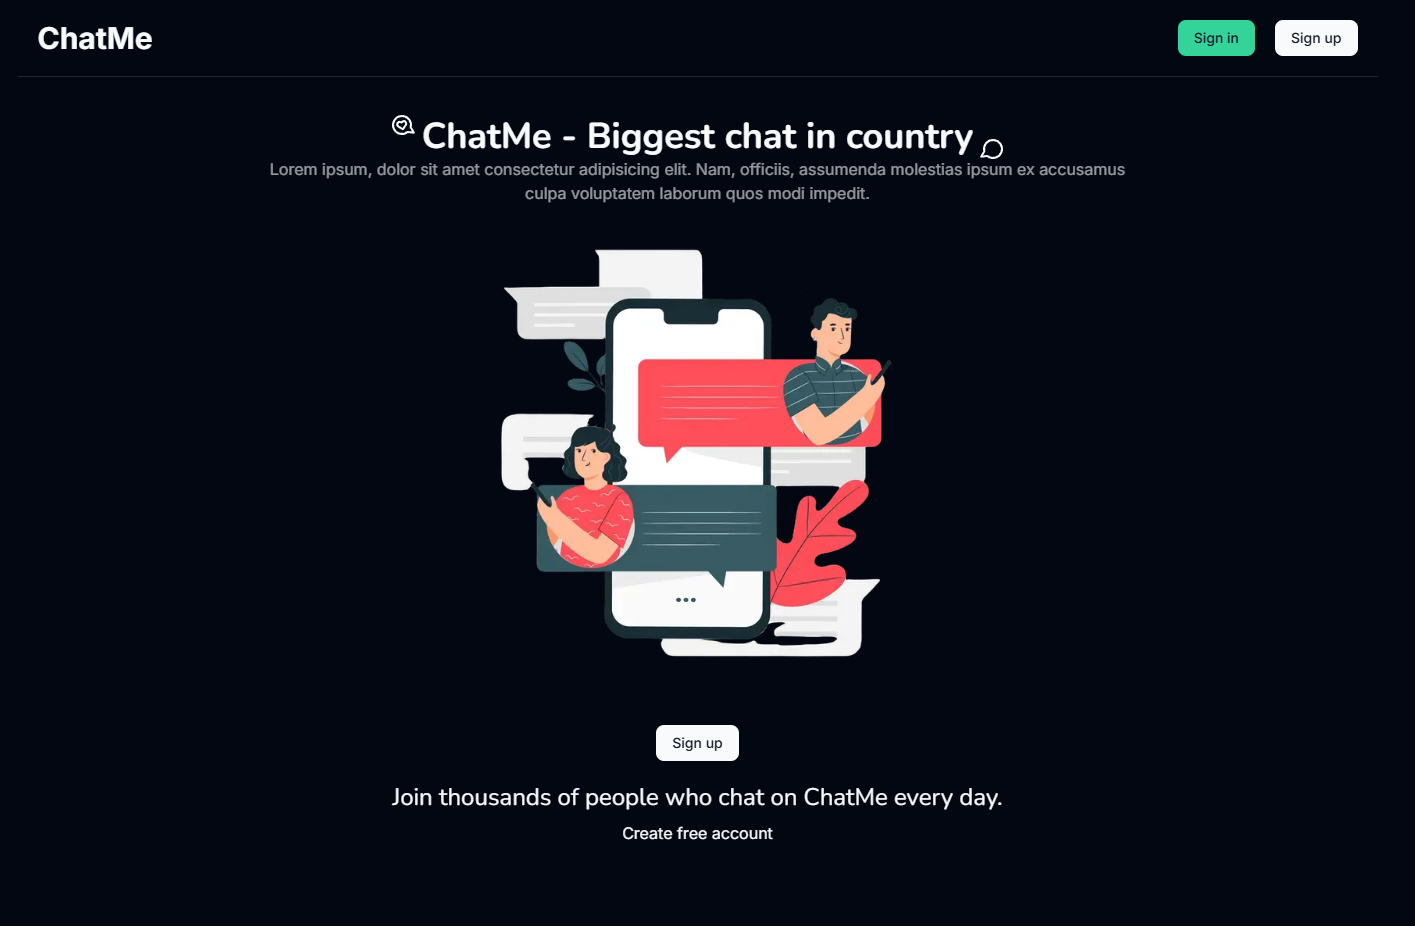 ChatMe
Sign in
Sign up
ChatMe - Biggest chat in country
Lorem ipsum, dolor sit amet consectetur adipisicing elit. Nam, officiis, assumenda molestias ipsum ex accusamus
culpa voluptatem laborum quos modi impedit.
Sign up
Join thousands of people who chat on ChatMe every day.
Create free account